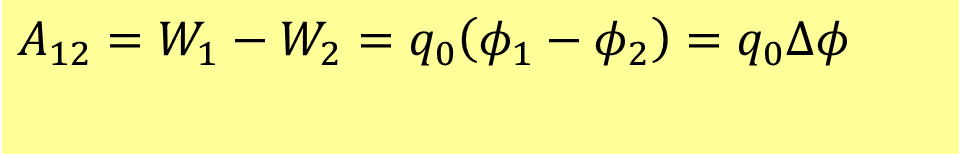 A₁₂ = W₁ − W₂ = q₀(ϕ₁ − ϕ₂) = q₀Δϕ